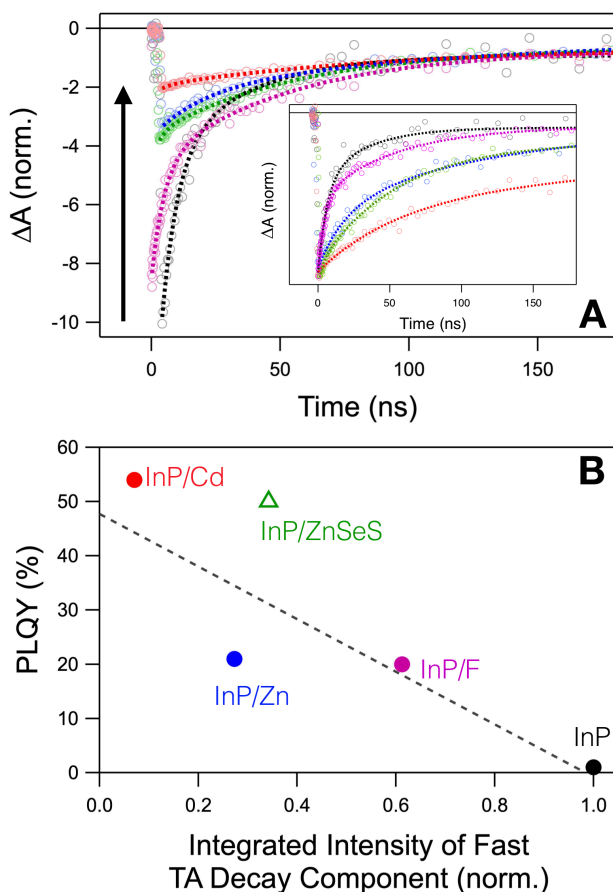 0
-2
-4
-6
-8
-10
ΔA (norm.)
0
50
100
150
Time (ns)
ΔA (norm.)
0
50
100
150
Time (ns)
A
60
50
40
30
20
10
0
PLQY (%)
B
InP/Cd
InP/ZnSeS
InP/Zn
InP/F
InP
0.0
0.2
0.4
0.6
0.8
1.0
Integrated Intensity of Fast
TA Decay Component (norm.)